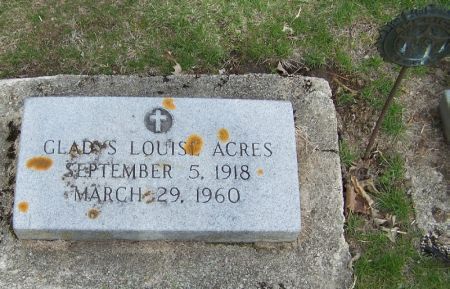 GLADYS LOUISE ACRES
SEPTEMBER 5, 1918
MARCH 29, 1960